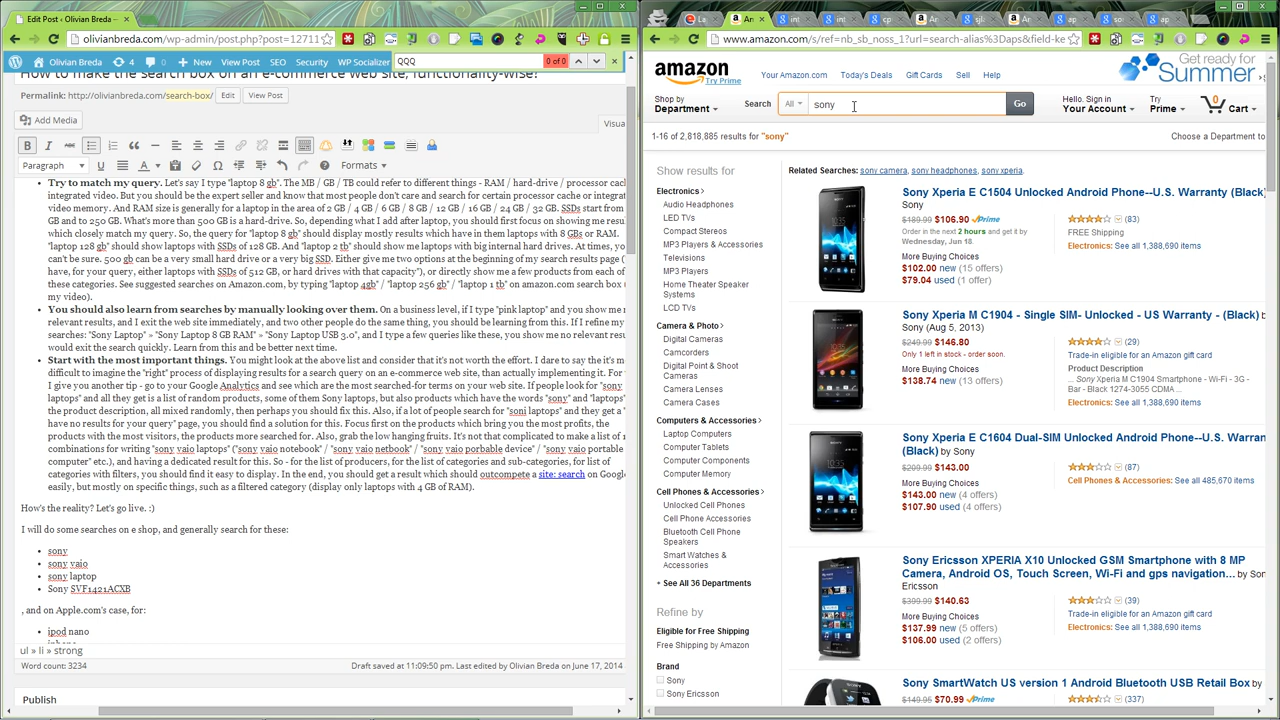 Edit Post ‹ Olivian Breda
olivianbreda.com/wp-admin/post.php?post=12711
Olivian Breda 4 0 New View Post SEO Security WP Socializer
QQQ 0 of 0
How to make the search box on an e-commerce web site, functionality-wise?
Permalink: http://olivianbreda.com/search-box/ Edit View Post
Add Media
Visua
Paragraph Formats
Try to match my query. Let's say I type "laptop 8 gb". The MB / GB / TB could refer to different things - RAM / hard-drive / processor cac
integrated video. You should be the expert seller and know that most people don't care and search for certain processor cache or integrat
video memory. And RAM size is generally for a laptop in the area of 2 GB / 4 GB / 6 GB / 8 GB / 12 GB / 16 GB / 24 GB / 32 GB. SSDs start from
GB and to 250 GB. What's more than 500 GB is a hard-drive. So, depending what I add after laptop, you should first focus on showing me resu
which are most likely. So, the query for "laptop 8 gb" should display mostly results which have laptops with 8 GBs or RAM.
"laptop 128 gb" should show laptops with SSDs of 128 GB. And "laptop 2 tb" should show me laptops with big internal hard drives. At times, yo
can't be sure. 500 gb can be a very small hard drive or a very big SSD. Either give me two options at the beginning of my search results page (
have, for your query, either laptops with SSDs of 512 GB, or hard drives with that capacity"), or directly show me a few products from each of
these categories. See suggested searches on Amazon, by typing "laptop 4gb" / "laptop 256 gb" / "laptop 1 tb" on amazon.com search box
my video).
You should also learn from searches by manually looking over them. On a business level, if I type "pink laptop" and you show me n
relevant results, and I exit the web site immediately, and two other people do the same thing, you should be learning from this. If I refine my
searches: "Sony Laptop" » "Sony Laptop 8 GB RAM" » "Sony Laptop USB 3.0", and I type a few queries like these, you show me no relevant resu
would exit the search quickly. Learn from this and be better next time.
Start with the most important things. You might look at the above list and consider that it's not worth the effort. I dare to say the it's m
difficult to imagine the "right" process of displaying results for a search query on an e-commerce web site, than actually implementing it. For
I give you another tip - go to your Google Analytics and see which are the most searched-for terms on your web site. If people look for "sony
laptops" and all they get is a list of random products, some of them Sony laptops, but also products which have the words "sony" and "laptops"
the product description, all mixed randomly, then perhaps you should fix this. Also, if a lot of people search for "soni laptops" and they get a
have no results for your query" page, you should find a solution for this. Focus first on the products which bring you the most profits, the
products with the most visitors, the products more searched for. Also, grab the low hanging fruits. It's not that complicated to make a list of 1
combinations for writing "sony vaio laptops" ("sony vaio notebook" / "sony vaio netbook" / "sony vaio porbable device" / "sony vaio portable
computer" etc.), and having a dedicated result for this. So - for the list of producers, for the list of categories and sub-categories, for list of
categories with filters, you should find it easy to display. In the end, you should get a result which should outcompete a site: search on Google
easily, but mostly on specific things, such as a filtered category (display only laptops with 4 GB of RAM).
How's the reality? Let's see. :-)
I will do some searches on e-shops, and generally search for these:
sony
sony vaio
sony laptop
Sony SVF1421ACXB
, and on Apple.com's case, for:
ipod nano
ul » li » strong
Word count: 3234 Draft saved at 11:09:50 pm. Last edited by Olivian Breda on June 17, 2014
Publish
www.amazon.com/s/ref=nb_sb_noss_1?url=search-alias%3Daps&field-ke
amazon
Try Prime
Your Amazon.com Today's Deals Gift Cards Sell Help
Get ready for
Summer
Shop by
Department
Search All sony Go
Hello. Sign in
Your Account
Try
Prime
0
Cart
1-16 of 2,818,885 results for "sony"
Choose a Department to
Show results for
Electronics
Audio Headphones
LED TVs
Compact Stereos
MP3 Players & Accessories
Televisions
MP3 Players
Home Theater Speaker
Systems
LCD TVs
Camera & Photo
Digital Cameras
Camcorders
Digital Point & Shoot
Cameras
Camera Lenses
Camera Cases
Computers & Accessories
Laptop Computers
Computer Tablets
Computer Components
Computer Memory
Cell Phones & Accessories
Unlocked Cell Phones
Cell Phone Accessories
Bluetooth Cell Phone
Speakers
Smart Watches &
Accessories
+ See All 36 Departments
Refine by
Eligible for Free Shipping
Free Shipping by Amazon
Brand
Sony
Sony Ericsson
Related Searches: sony camera, sony headphones, sony xperia.
Sony Xperia E C1504 Unlocked Android Phone--U.S. Warranty (Black)
Sony
$189.99 $106.90 Prime
Order in the next 2 hours and get it by
Wednesday, Jun 18.
More Buying Choices
$102.00 new (15 offers)
$79.04 used (1 offer)
(83)
FREE Shipping
Electronics: See all 1,388,690 items
Sony Xperia M C1904 - Single SIM- Unlocked - US Warranty - (Black)
Sony (Aug 5, 2013)
$249.99 $146.80
Only 1 left in stock - order soon.
More Buying Choices
$138.74 new (13 offers)
(29)
Trade-in eligible for an Amazon gift card
Product Description
... Sony Xperia M C1904 Smartphone - Wi-Fi - 3G -
Bar - Black 1274-3055 CDMA ...
Electronics: See all 1,388,690 items
Sony Xperia E C1604 Dual-SIM Unlocked Android Phone--U.S. Warran
(Black) by Sony
$209.99 $143.00
More Buying Choices
$143.00 new (4 offers)
$107.90 used (4 offers)
(87)
Cell Phones & Accessories: See all 485,670 items
Sony Ericsson XPERIA X10 Unlocked GSM Smartphone with 8 MP
Camera, Android OS, Touch Screen, Wi-Fi and gps navigation... by Son
Ericsson
$399.99 $140.63
More Buying Choices
$137.99 new (5 offers)
$106.00 used (2 offers)
(39)
Trade-in eligible for an Amazon gift card
Electronics: See all 1,388,690 items
Sony SmartWatch US version 1 Android Bluetooth USB Retail Box by
$149.95 $70.99 Prime
(337)